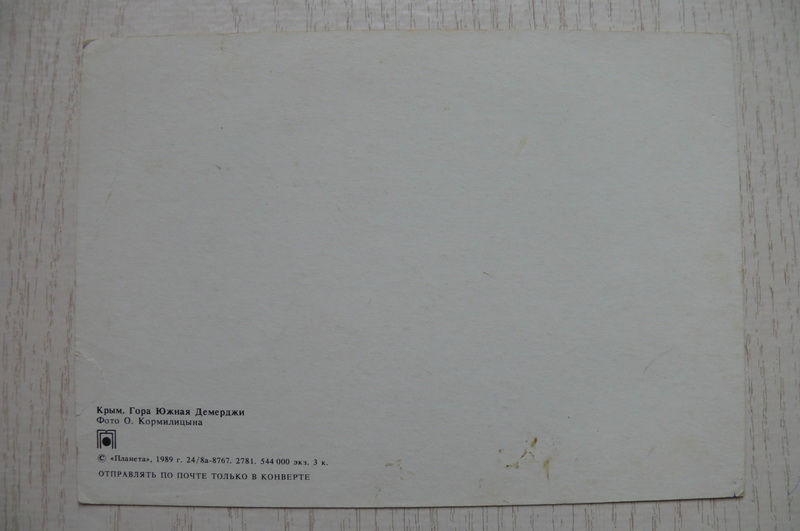 Крым. Гора Южная Демерджи
Фото О. Кормилицына
© «Планета», 1989 г. 24/8а-8767. 2781. 544 000 экз. 3 к.
ОТПРАВЛЯТЬ ПО ПОЧТЕ ТОЛЬКО В КОНВЕРТЕ